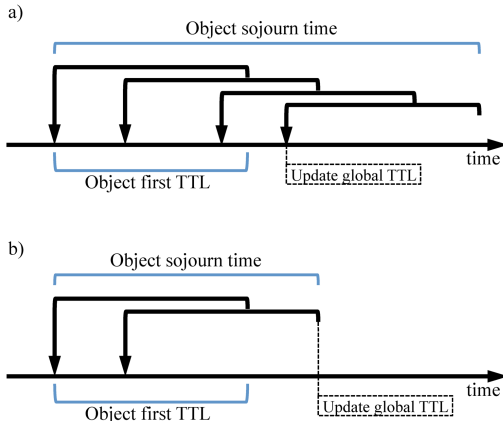 a)
Object sojourn time
time
Object first TTL
Update global TTL
b)
Object sojourn time
time
Object first TTL
Update global TTL